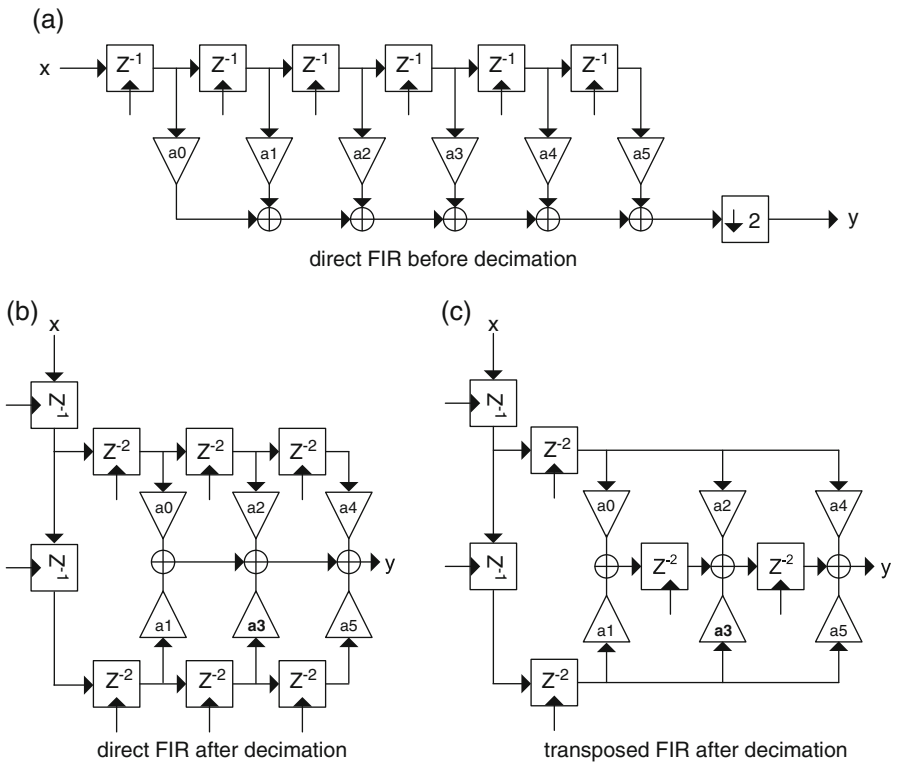 (a)
x Z-1 Z-1 Z-1 Z-1 Z-1 Z-1
a0 a1 a2 a3 a4 a5
↓ 2 y
direct FIR before decimation
(b)
x
Z-1
Z-2 Z-2 Z-2
a0 a2 a4
Z-1
y
a1 a3 a5
Z-2 Z-2 Z-2
direct FIR after decimation
(c)
x
Z-1
Z-2
a0 a2 a4
Z-1
Z-2 Z-2 y
a1 a3 a5
Z-2
transposed FIR after decimation